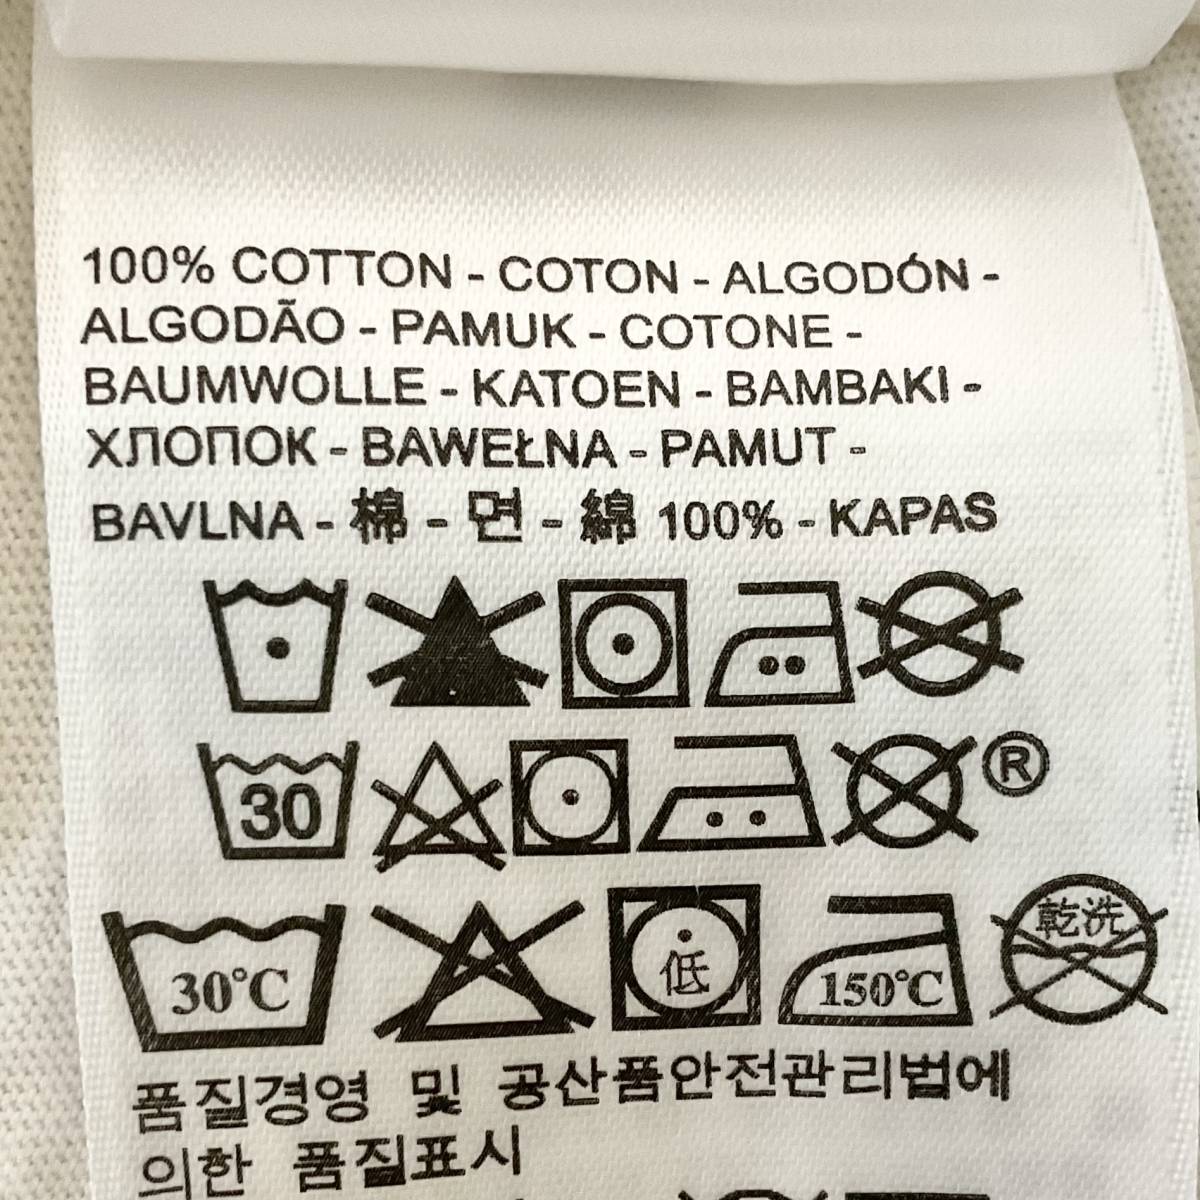 100% COTTON - COTON - ALGODÓN -
ALGODÃO - PAMUK - COTONE -
BAUMWOLLE - KATOEN - BAMBAKI -
ХЛОПОК - BAWEŁNA - PAMUT -
BAVLNA - 棉 - 면 - 綿 100% - KAPAS
30 ®
30°C 低 150°C 乾洗
품질경영 및 공산품안전관리법에
의한 품질표시